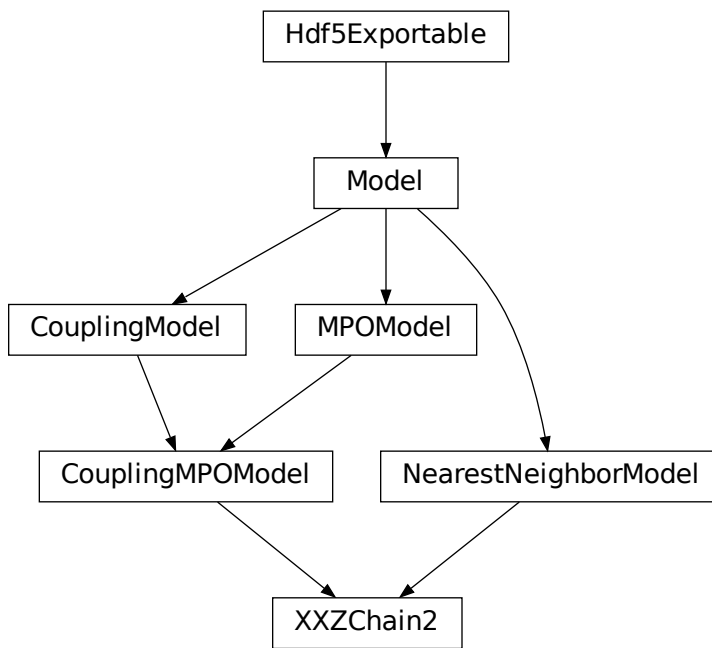 Hdf5Exportable
Model
CouplingModel
MPOModel
CouplingMPOModel
NearestNeighborModel
XXZChain2